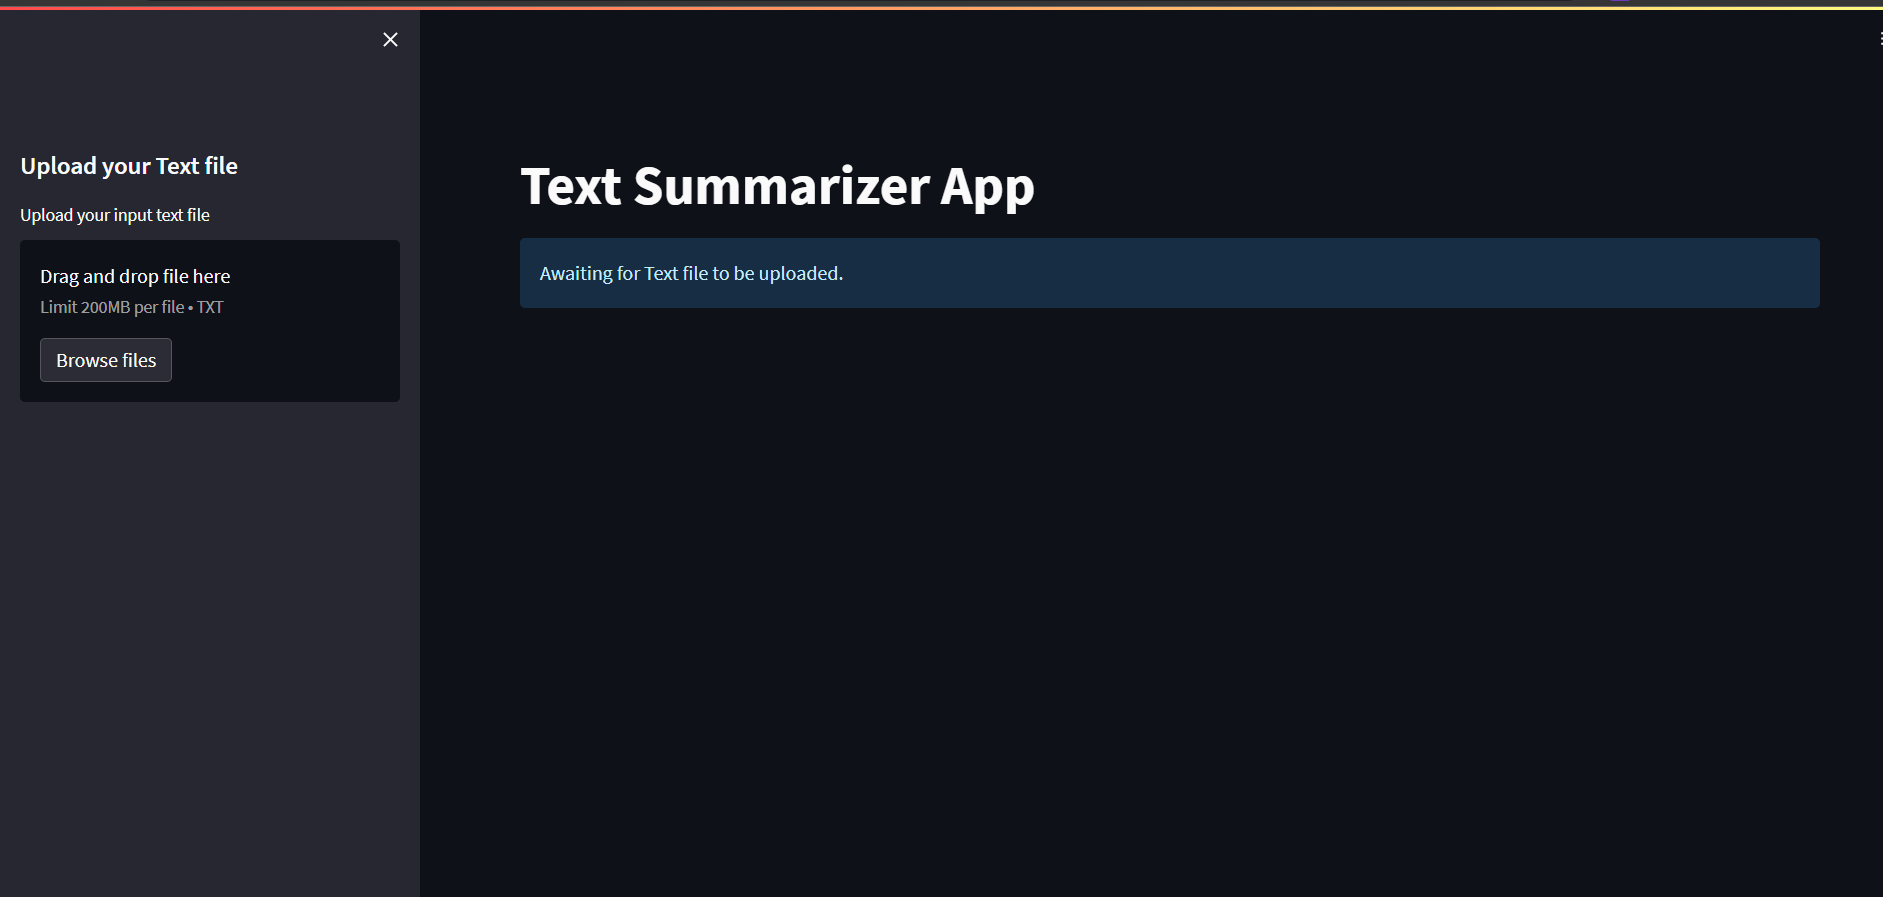 Upload your Text file
Upload your input text file
Drag and drop file here
Limit 200MB per file • TXT
Browse files
Text Summarizer App
Awaiting for Text file to be uploaded.